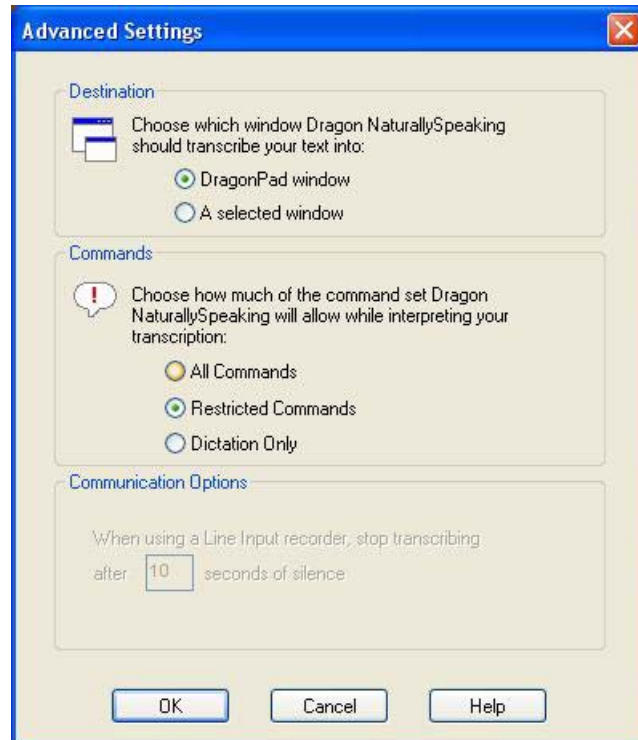 Advanced Settings
Destination
Choose which window Dragon NaturallySpeaking
should transcribe your text into:
DragonPad window
A selected window
Commands
Choose how much of the command set Dragon
NaturallySpeaking will allow while interpreting your
transcription:
All Commands
Restricted Commands
Dictation Only
Communication Options
When using a Line Input recorder, stop transcribing
after 10 seconds of silence
OK Cancel Help